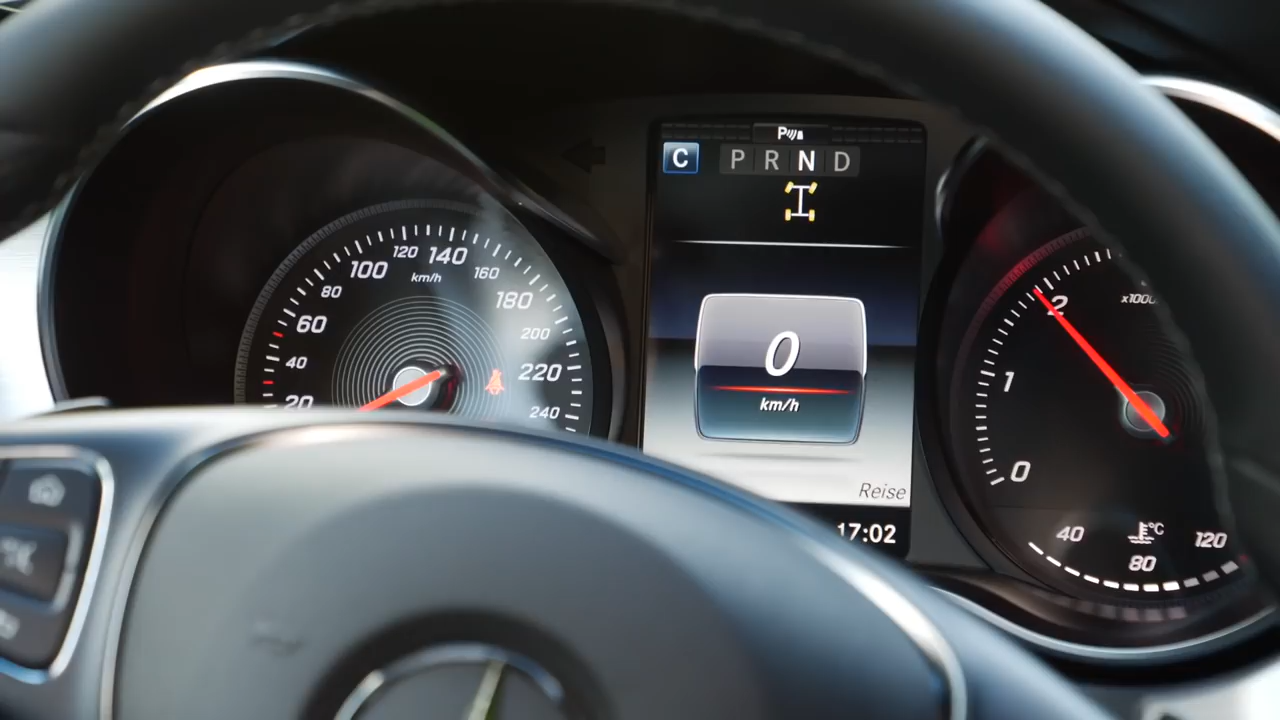 P
C P R N D
120 140
100 km/h 160
80 180
60 200
40 220
20 240
0
km/h
Reise
17:02
2 x1000
1
0
40 °C 120
80